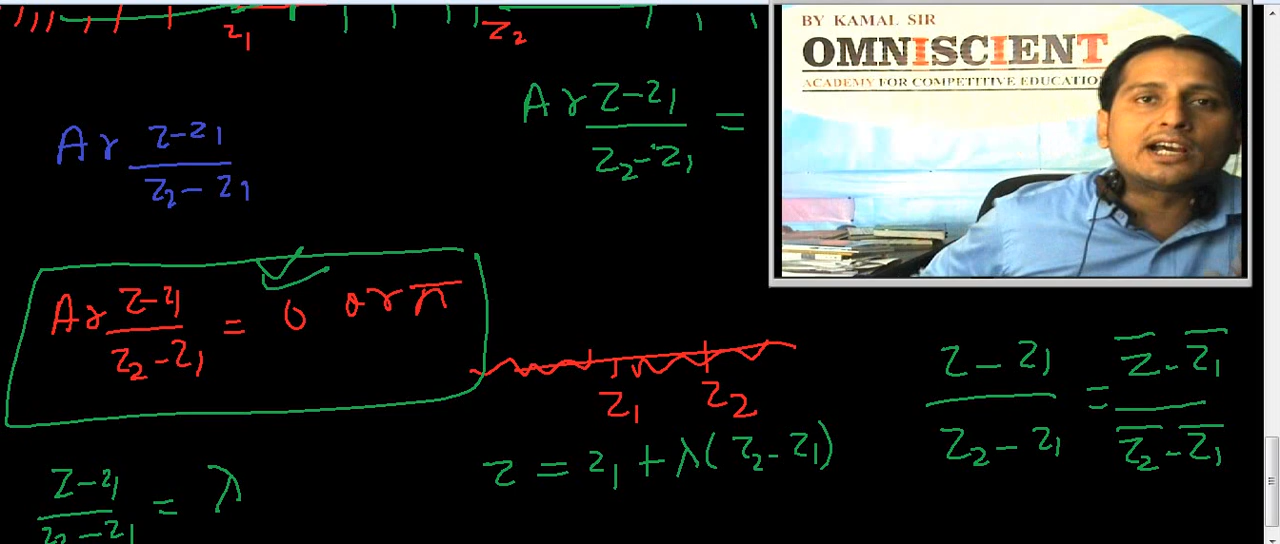 z₁ z₂
BY KAMAL SIR
OMNISCIENT
ACADEMY FOR COMPETITIVE EDUCATIO
Ar z-z₁ / z₂-z₁
Ar z-z₁ / z₂-z₁ =
Ar z-z₁ / z₂-z₁ = 0 or π
z₁ z₂
z = z₁ + λ(z₂-z₁)
z-z₁ / z₂-z₁ = z̄-z̄₁ / z̄₂-z̄₁
z-z₁ / z₂-z₁ = λ